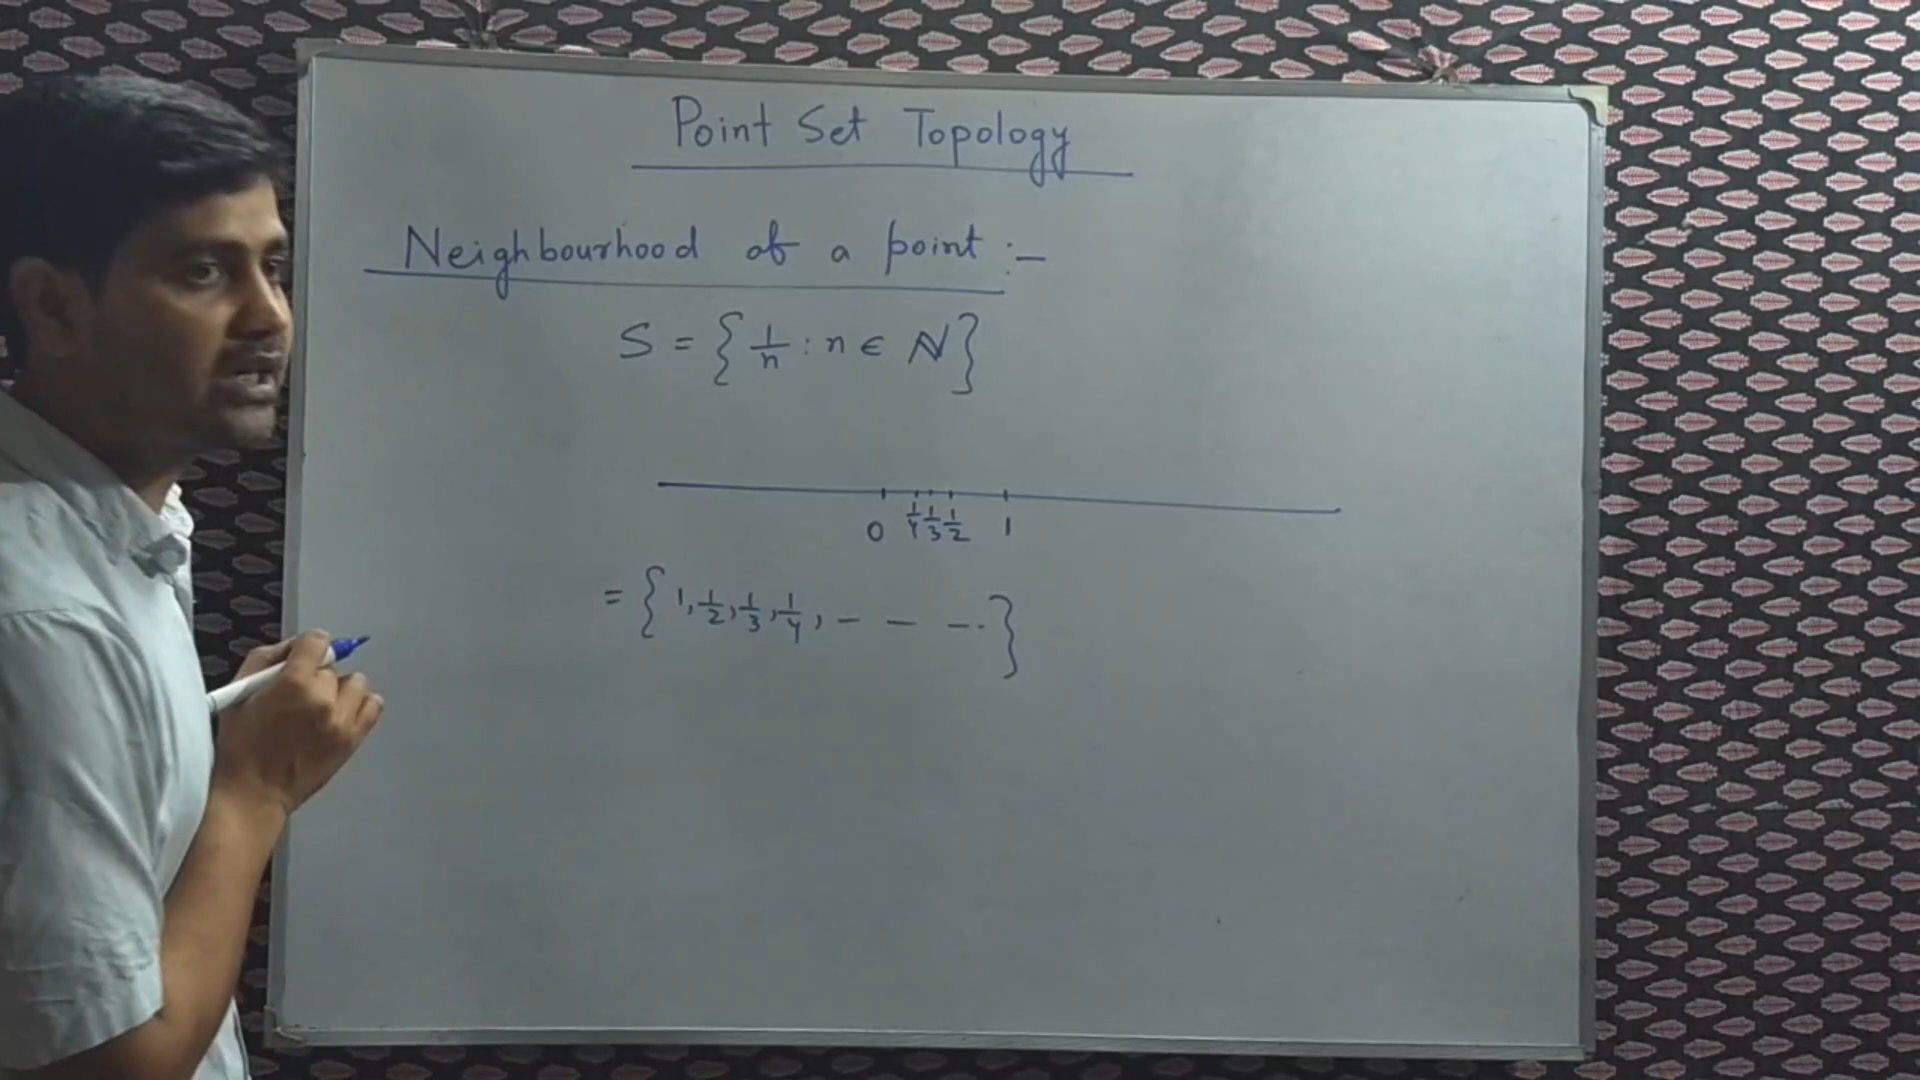 Point Set Topology
Neighbourhood of a point :-
S = { 1/n : n ∈ N }
0 1/4 1/3 1/2 1
= { 1, 1/2, 1/3, 1/4, - - -. }